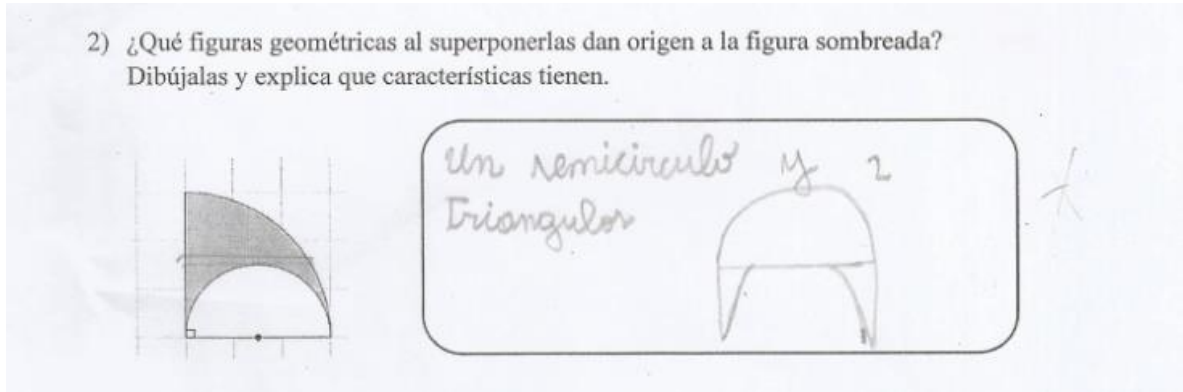 2) ¿Qué figuras geométricas al superponerlas dan origen a la figura sombreada?
Dibújalas y explica que características tienen.
Un semicirculo y 2
Triangulos